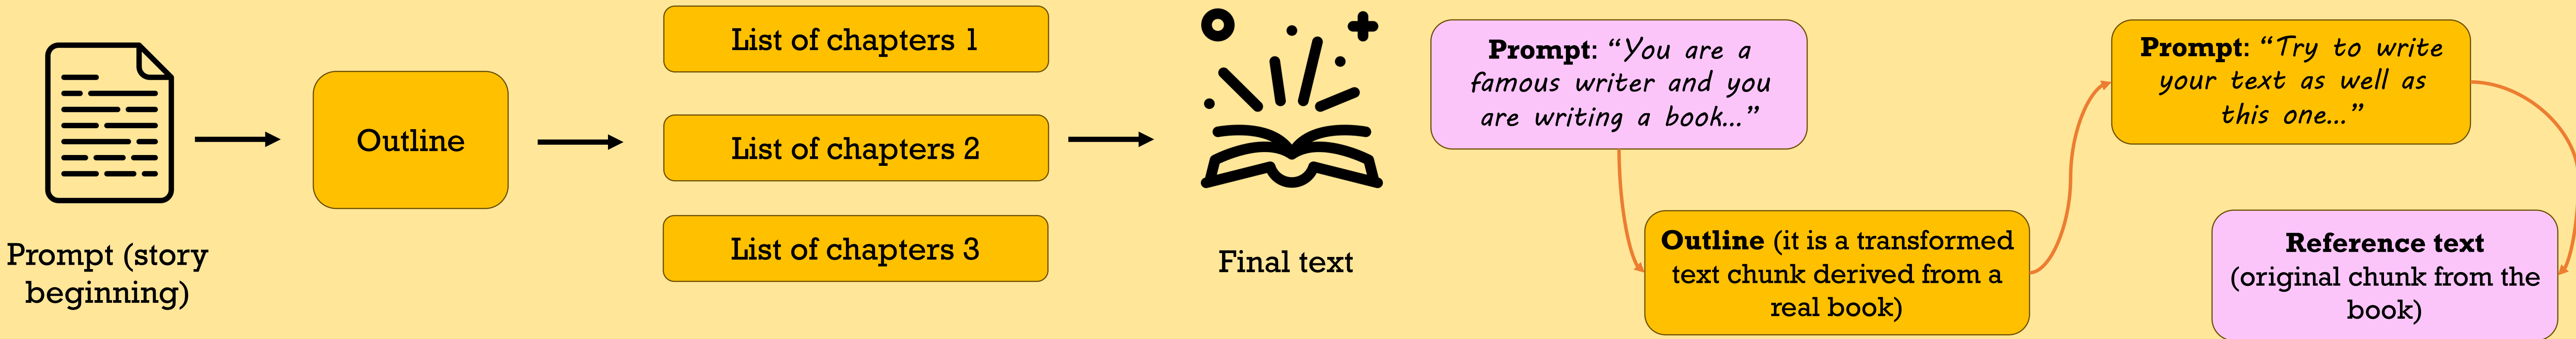 Prompt (story
beginning)
Outline
List of chapters 1
List of chapters 2
List of chapters 3
Final text
Prompt: “You are a
famous writer and you
are writing a book...”
Outline (it is a transformed
text chunk derived from a
real book)
Prompt: “Try to write
your text as well as
this one...”
Reference text
(original chunk from the
book)